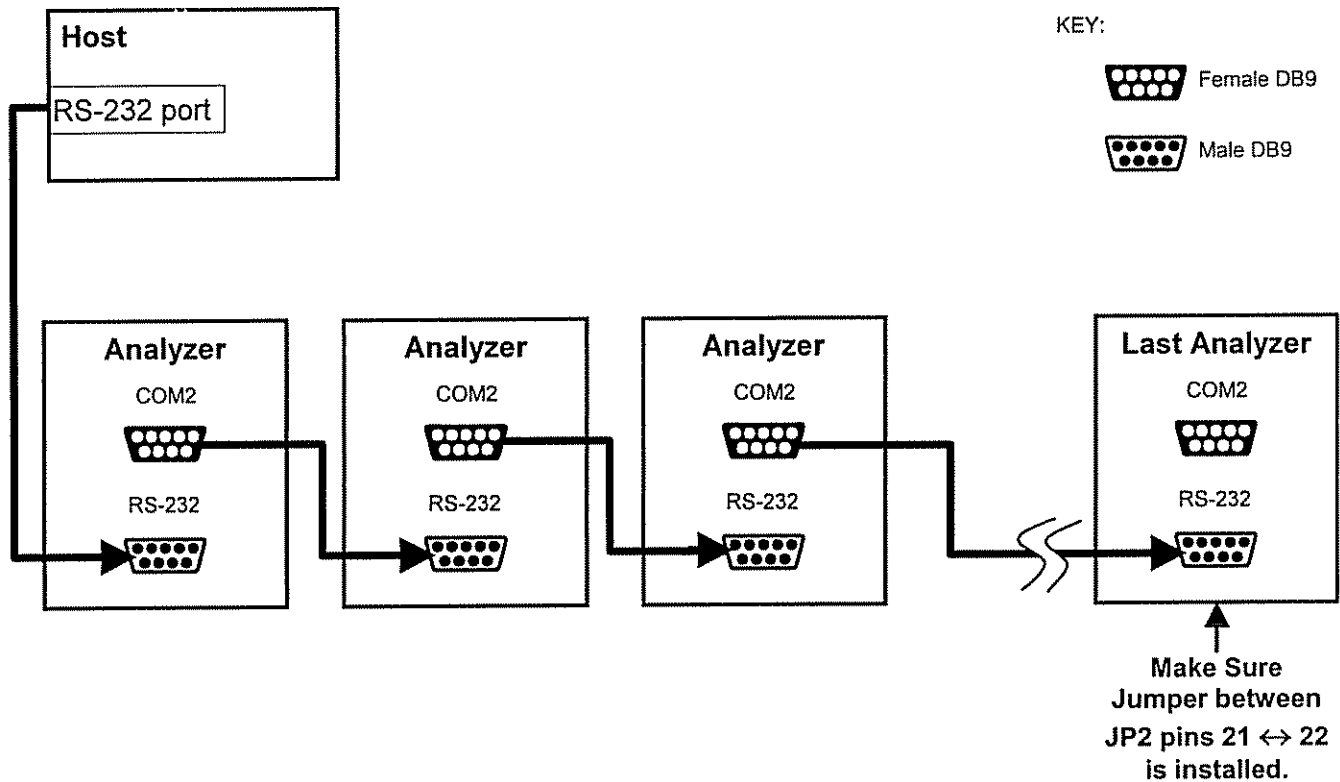 Host
RS-232 port
KEY:
Female DB9
Male DB9
Analyzer
COM2
RS-232
Analyzer
COM2
RS-232
Analyzer
COM2
RS-232
Last Analyzer
COM2
RS-232
Make Sure
Jumper between
JP2 pins 21 ↔ 22
is installed.